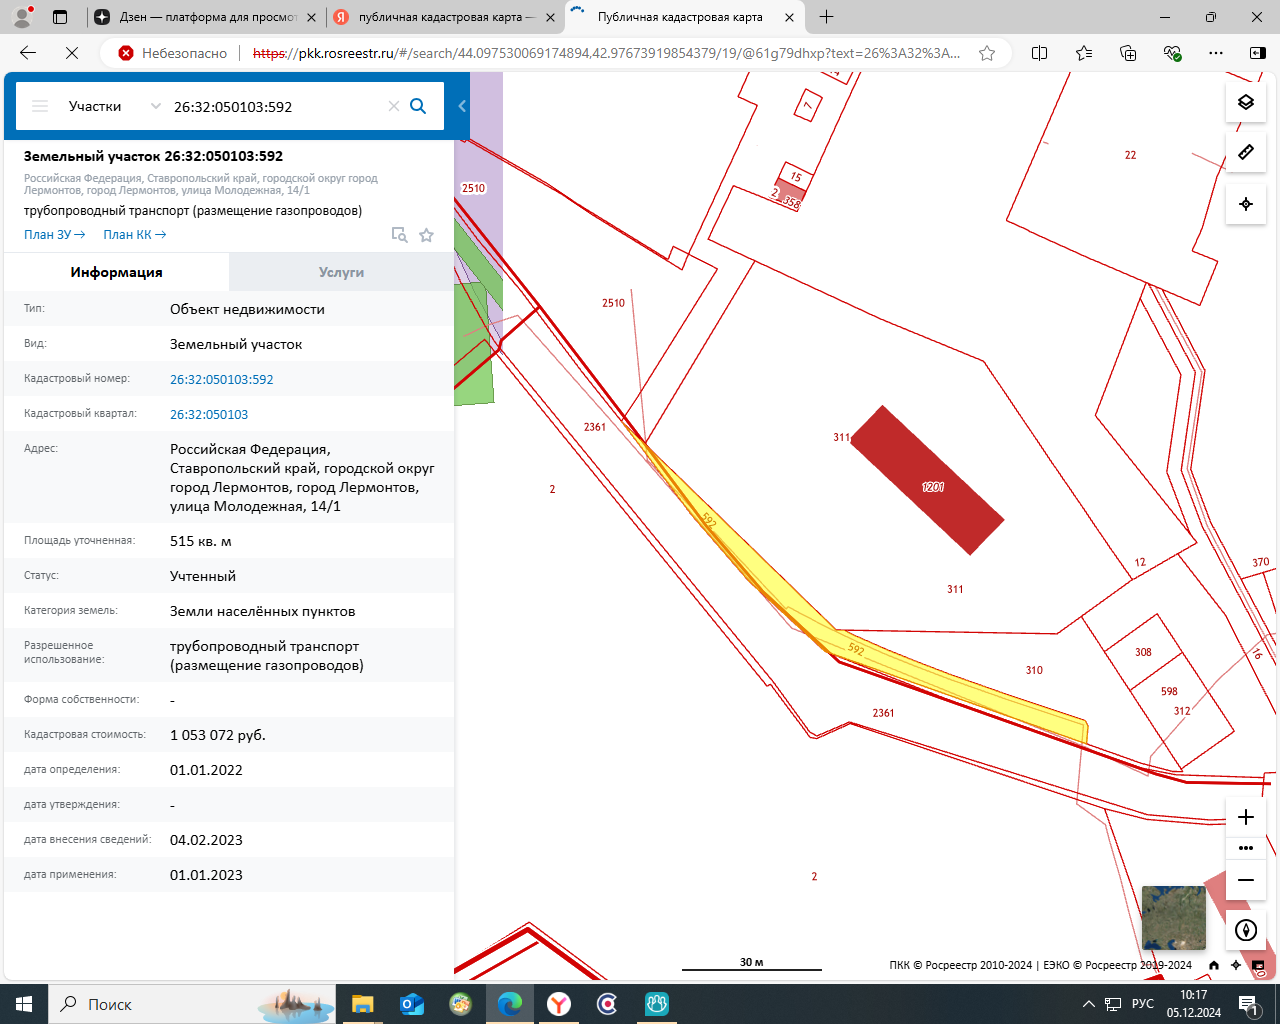 Дзен — платформа для просмот
публичная кадастровая карта —
Публичная кадастровая карта
Небезопасно
https://pkk.rosreestr.ru/#/search/44.097530069174894,42.97673919854379/19/@61g79dhxp?text=26%3A32%3A...
Участки
26:32:050103:592
Земельный участок 26:32:050103:592
Российская Федерация, Ставропольский край, городской округ город
Лермонтов, город Лермонтов, улица Молодежная, 14/1
трубопроводный транспорт (размещение газопроводов)
План ЗУ →
План КК →
Информация
Услуги
Тип:
Объект недвижимости
Вид:
Земельный участок
Кадастровый номер:
26:32:050103:592
Кадастровый квартал:
26:32:050103
Адрес:
Российская Федерация,
Ставропольский край, городской округ
город Лермонтов, город Лермонтов,
улица Молодежная, 14/1
Площадь уточненная:
515 кв. м
Статус:
Учтенный
Категория земель:
Земли населённых пунктов
Разрешенное
использование:
трубопроводный транспорт
(размещение газопроводов)
Форма собственности:
-
Кадастровая стоимость:
1 053 072 руб.
дата определения:
01.01.2022
дата утверждения:
-
дата внесения сведений:
04.02.2023
дата применения:
01.01.2023
14
7
22
15
2
358
2510
2510
2361
2
311
1201
592
311
12
370
592
310
308
16
598
312
2361
2
30 м
ПКК © Росреестр 2010-2024 | ЕЭКО © Росреестр 2019-2024
Поиск
РУС
10:17
05.12.2024
1